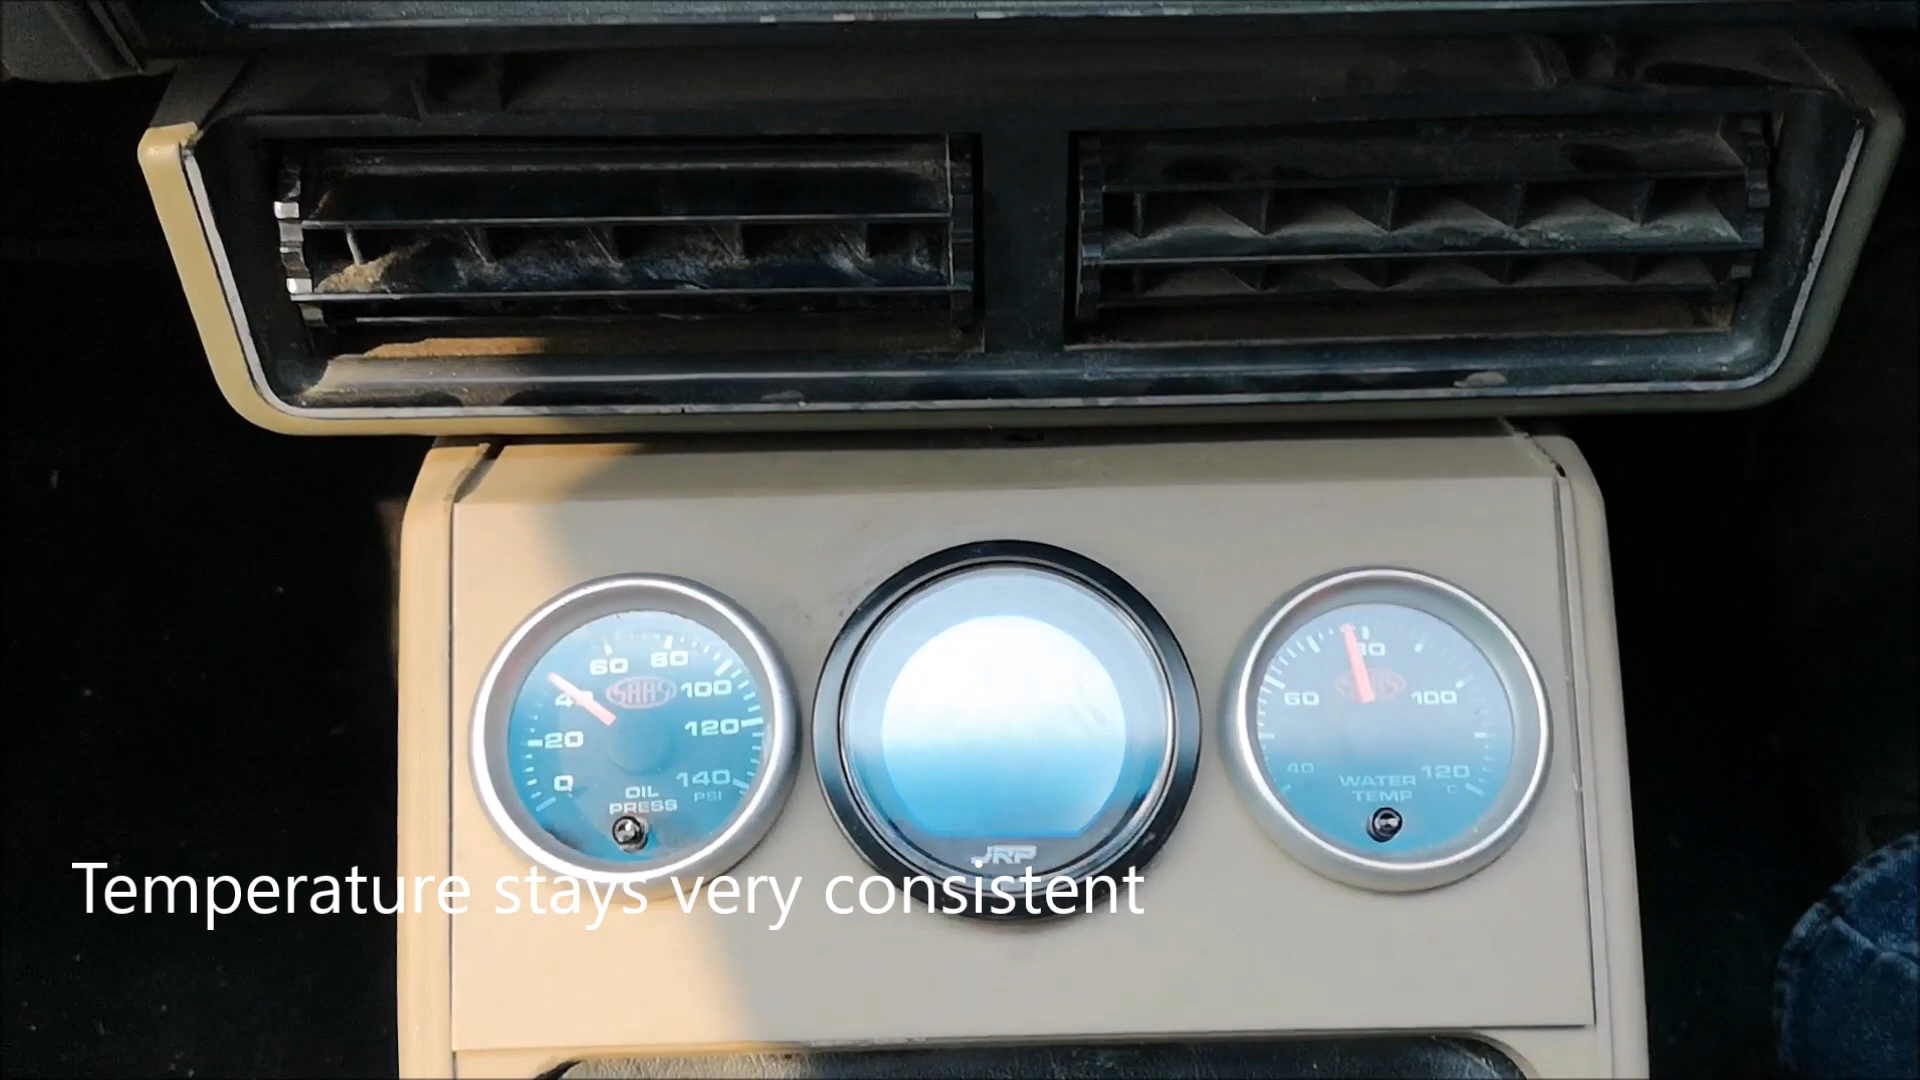 60 80
SAAS
40 100
20 120
0 140
OIL PSI
PRESS
JRP
80
SAAS
60 100
40 120
WATER C
TEMP
Temperature stays very consistent